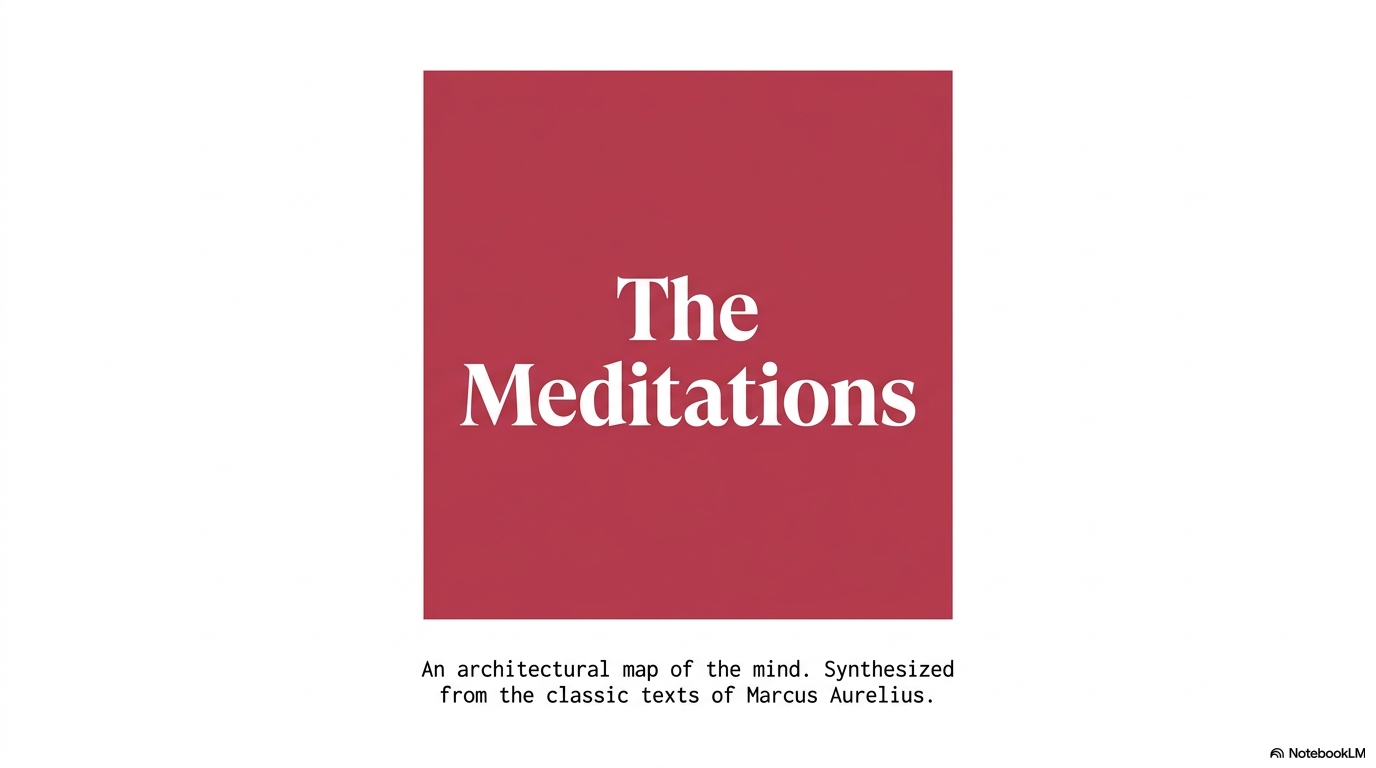 The
Meditations
An architectural map of the mind. Synthesized
from the classic texts of Marcus Aurelius.
NotebookLM